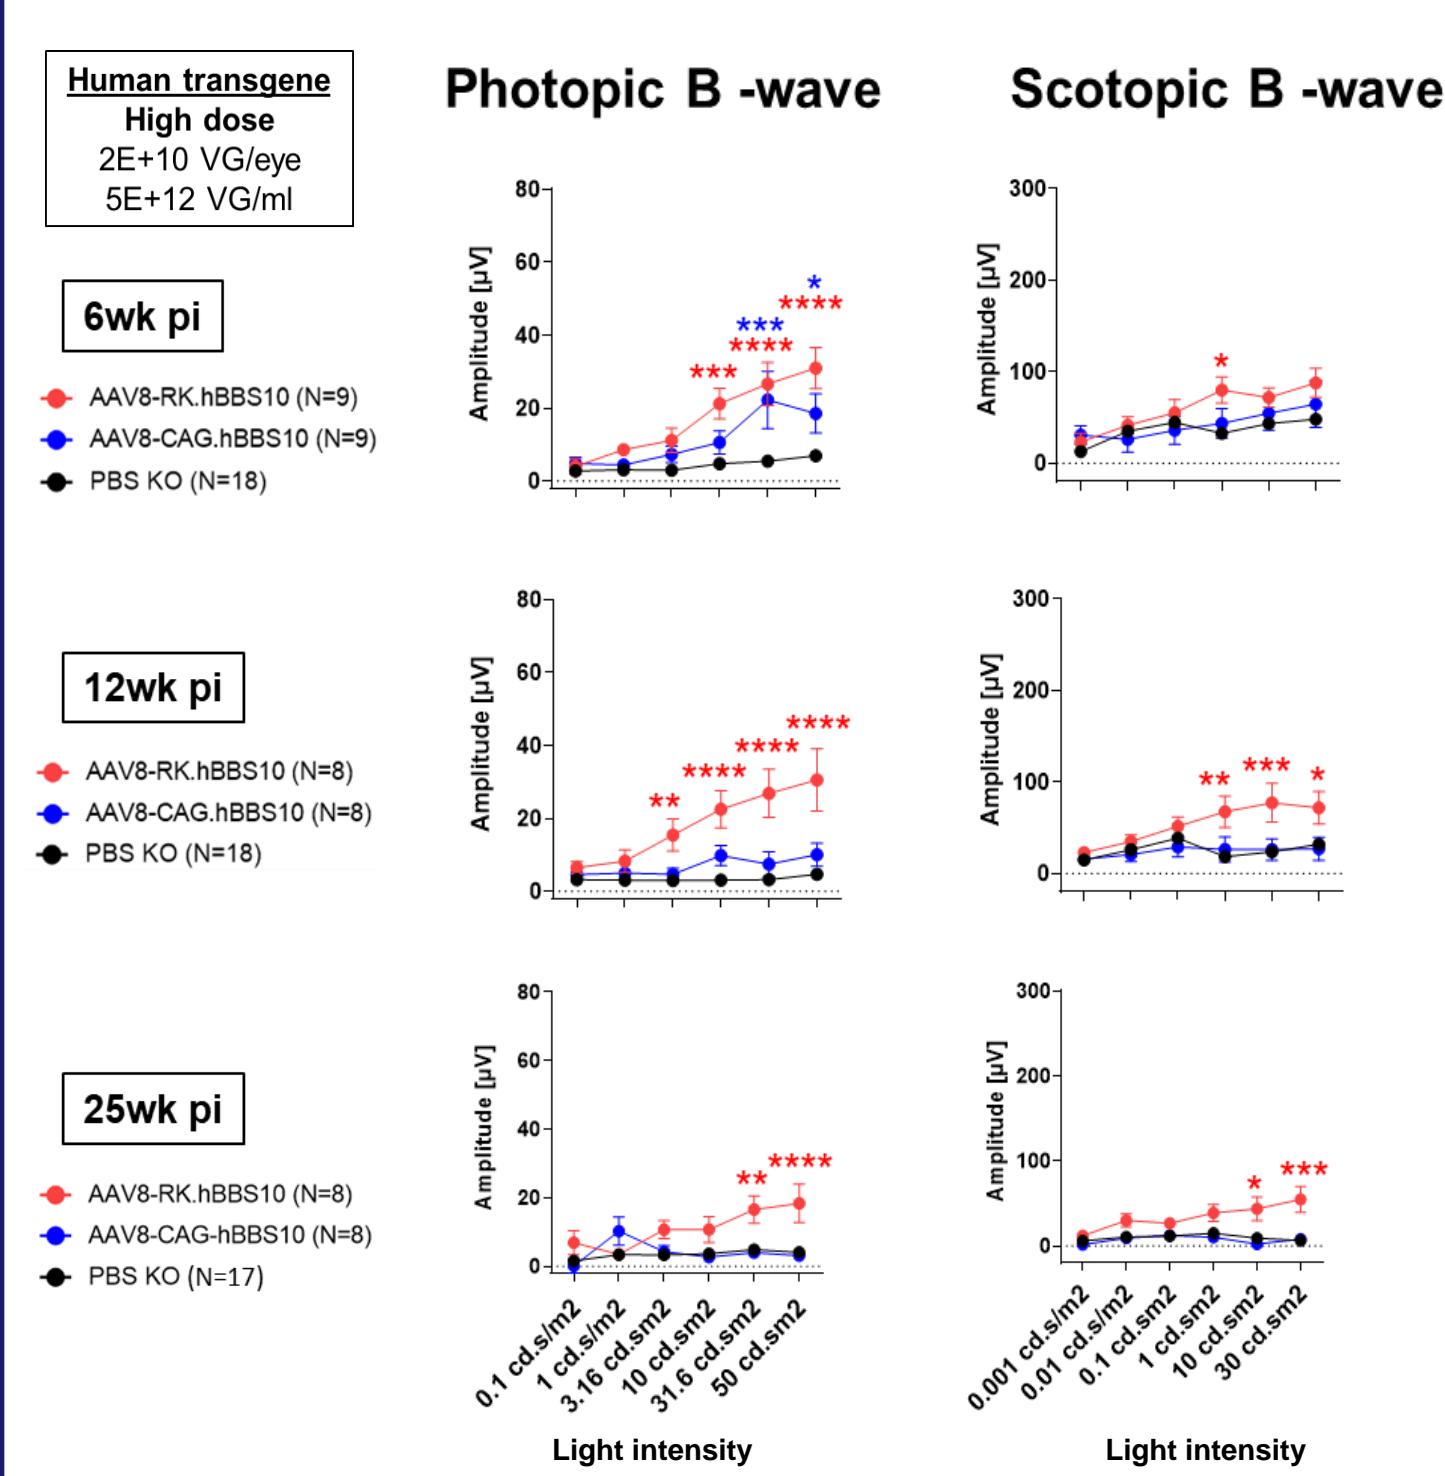 Human transgene
High dose
2E+10 VG/eye
5E+12 VG/ml
Photopic B -wave
Scotopic B -wave
6wk pi
AAV8-RK.hBBS10 (N=9)
AAV8-CAG.hBBS10 (N=9)
PBS KO (N=18)
Amplitude [µV]
80
60
40
20
0
***
****
***
****
*
Amplitude [µV]
300
200
100
0
*
12wk pi
AAV8-RK.hBBS10 (N=8)
AAV8-CAG.hBBS10 (N=8)
PBS KO (N=18)
Amplitude [µV]
80
60
40
20
0
**
****
****
****
Amplitude [µV]
300
200
100
0
**
***
*
25wk pi
AAV8-RK.hBBS10 (N=8)
AAV8-CAG-hBBS10 (N=8)
PBS KO (N=17)
Amplitude [µV]
80
60
40
20
0
**
****
0.1 cd.s/m2
1 cd.s/m2
3.16 cd.sm2
10 cd.sm2
31.6 cd.sm2
50 cd.sm2
Light intensity
Amplitude [µV]
300
200
100
0
*
***
0.001 cd.s/m2
0.01 cd.s/m2
0.1 cd.sm2
1 cd.sm2
10 cd.sm2
30 cd.sm2
Light intensity